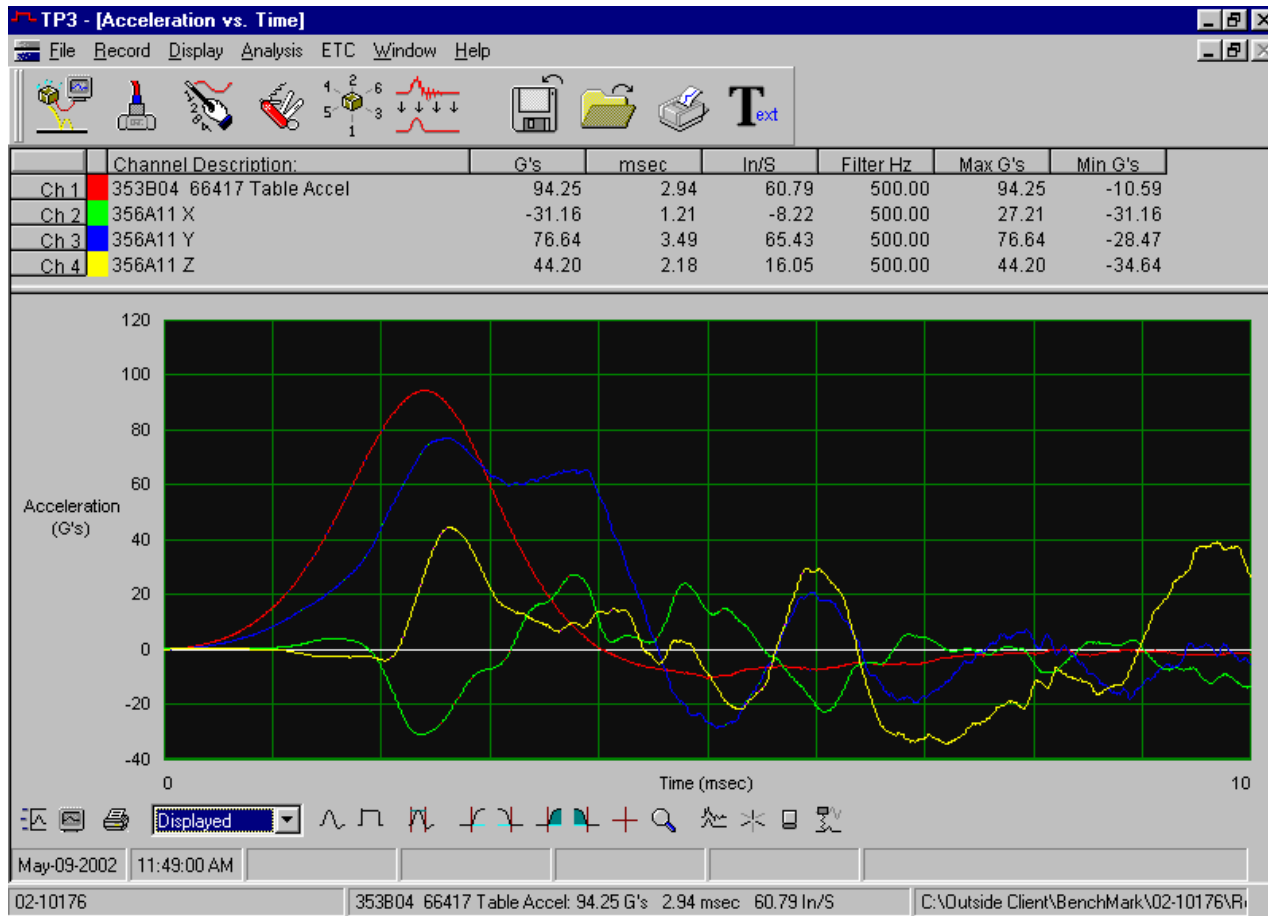 TP3 - [Acceleration vs. Time]
File Record Display Analysis ETC Window Help
4 2 6 5 3 1
Text
Channel Description: G's msec In/S Filter Hz Max G's Min G's
Ch 1 353B04 66417 Table Accel 94.25 2.94 60.79 500.00 94.25 -10.59
Ch 2 356A11 X -31.16 1.21 -8.22 500.00 27.21 -31.16
Ch 3 356A11 Y 76.64 3.49 65.43 500.00 76.64 -28.47
Ch 4 356A11 Z 44.20 2.18 16.05 500.00 44.20 -34.64
120
100
80
60
Acceleration
(G's)
40
20
0
-20
-40
0 Time (msec) 10
Displayed
May-09-2002 11:49:00 AM
02-10176 353B04 66417 Table Accel: 94.25 G's 2.94 msec 60.79 In/S C:\Outside Client\BenchMark\02-10176\R